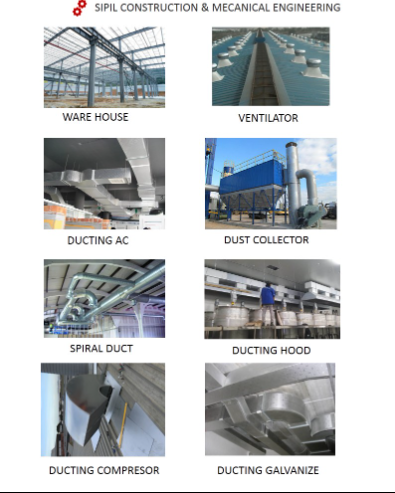 SIPIL CONSTRUCTION & MECANICAL ENGINEERING
WARE HOUSE
VENTILATOR
DUCTING AC
DUST COLLECTOR
SPIRAL DUCT
DUCTING HOOD
DUCTING COMPRESOR
DUCTING GALVANIZE